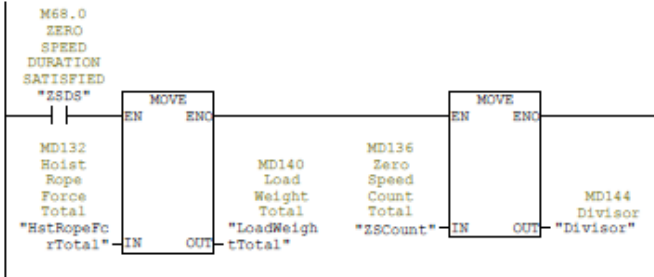 M68.0
ZERO
SPEED
DURATION
SATISFIED
"ZSDS"
MOVE
EN ENO
MD132
Hoist
Rope
Force
Total
"HstRopeFc
rTotal"
IN OUT
MD140
Load
Weight
Total
"LoadWeigh
tTotal"
MOVE
EN ENO
MD136
Zero
Speed
Count
Total
"ZSCount"
IN OUT
MD144
Divisor
"Divisor"